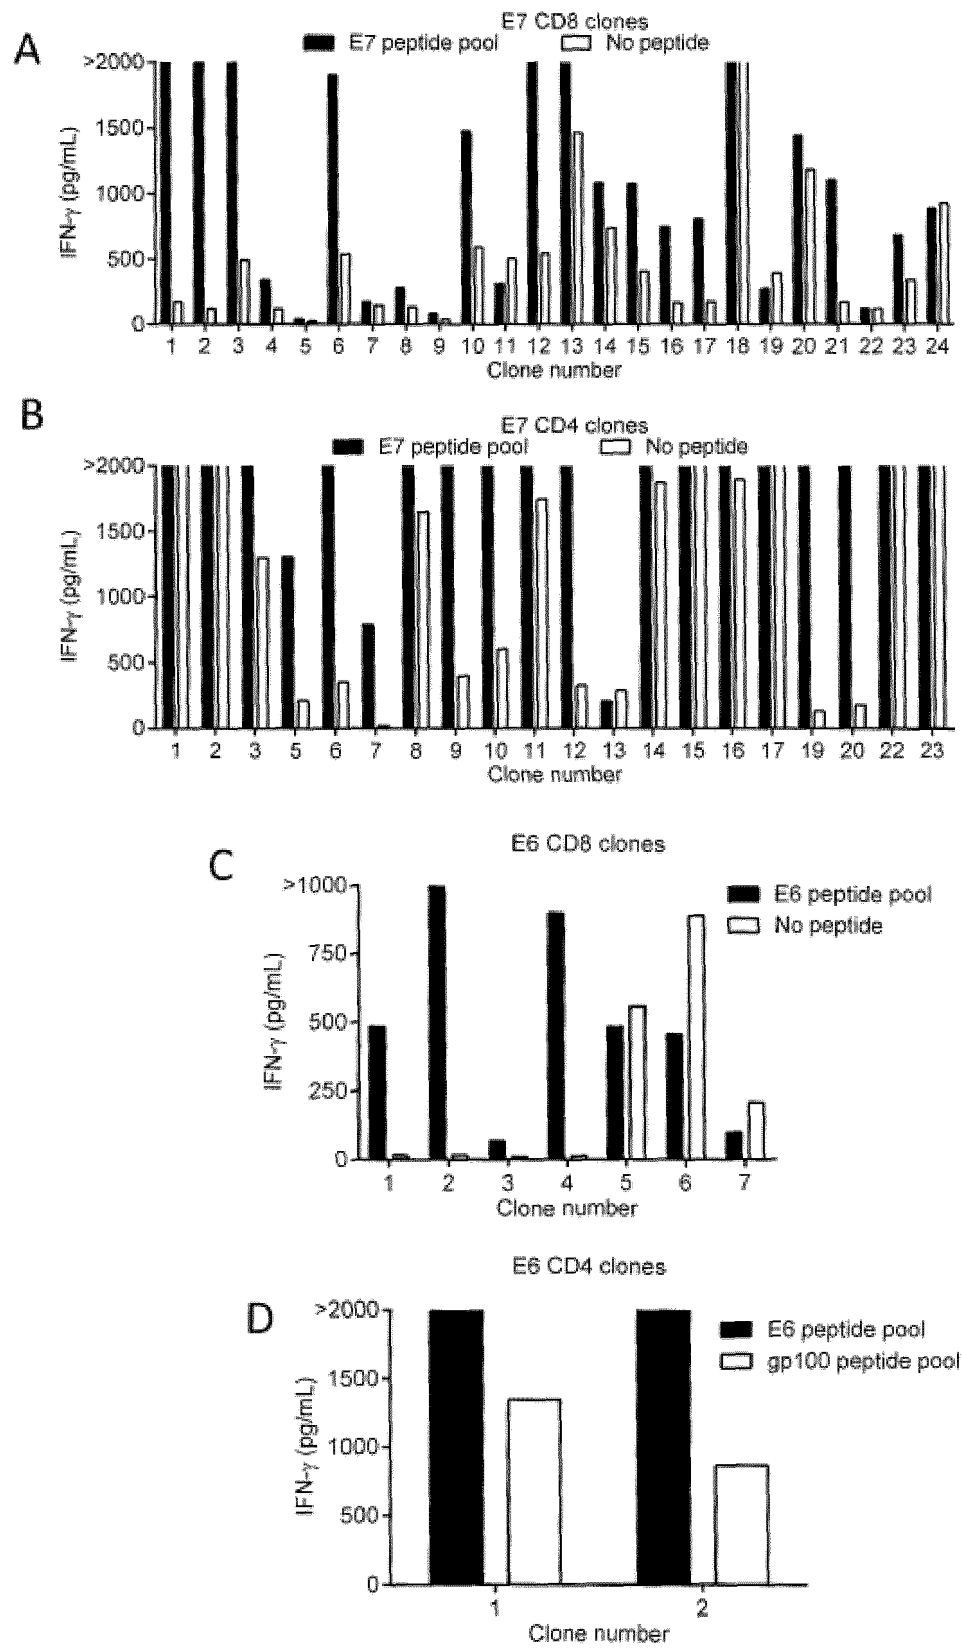 A
E7 CD8 clones
E7 peptide pool No peptide
>2000
1500
1000
500
0
IFN-γ (pg/mL)
1 2 3 4 5 6 7 8 9 10 11 12 13 14 15 16 17 18 19 20 21 22 23 24
Clone number
B
E7 CD4 clones
E7 peptide pool No peptide
>2000
1500
1000
500
0
IFN-γ (pg/mL)
1 2 3 5 6 7 8 9 10 11 12 13 14 15 16 17 19 20 22 23
Clone number
C
E6 CD8 clones
E6 peptide pool
No peptide
>1000
750
500
250
0
IFN-γ (pg/mL)
1 2 3 4 5 6 7
Clone number
D
E6 CD4 clones
E6 peptide pool
gp100 peptide pool
>2000
1500
1000
500
0
IFN-γ (pg/mL)
1 2
Clone number